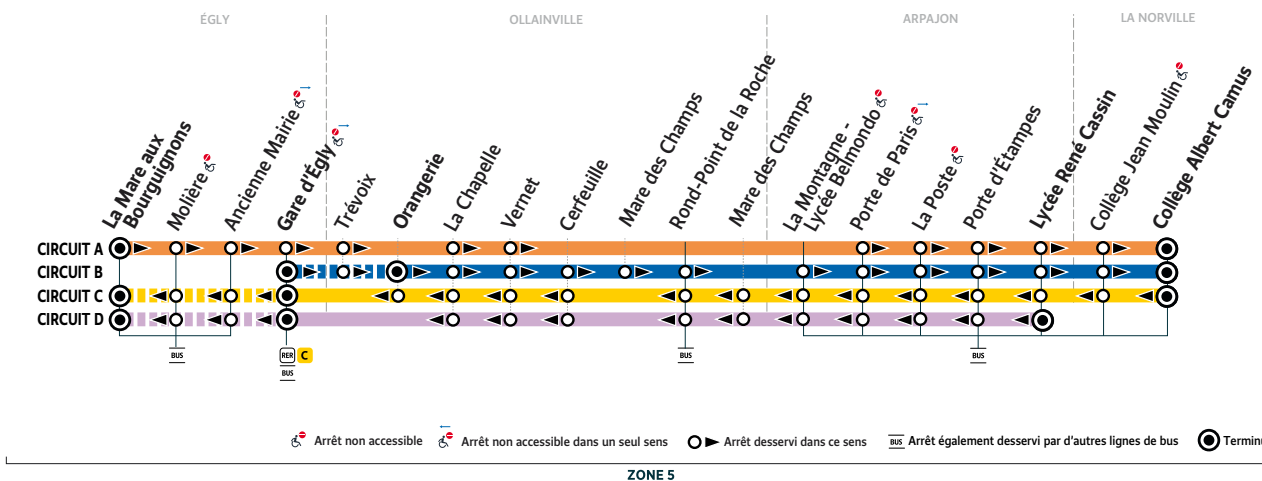 ÉGLY
OLLAINVILLE
ARPAJON
LA NORVILLE
La Mare aux
Bourguignons
Molière
Ancienne Mairie
Gare d'Égly
Trévoix
Orangerie
La Chapelle
Vernet
Cerfeuille
Mare des Champs
Rond-Point de la Roche
Mare des Champs
La Montagne -
Lycée Belmondo
Porte de Paris
La Poste
Porte d'Étampes
Lycée René Cassin
Collège Jean Moulin
Collège Albert Camus
CIRCUIT A
CIRCUIT B
CIRCUIT C
CIRCUIT D
BUS
RER C
BUS
BUS
BUS
Arrêt non accessible
Arrêt non accessible dans un seul sens
Arrêt desservi dans ce sens
BUS Arrêt également desservi par d'autres lignes de bus
Terminu
ZONE 5